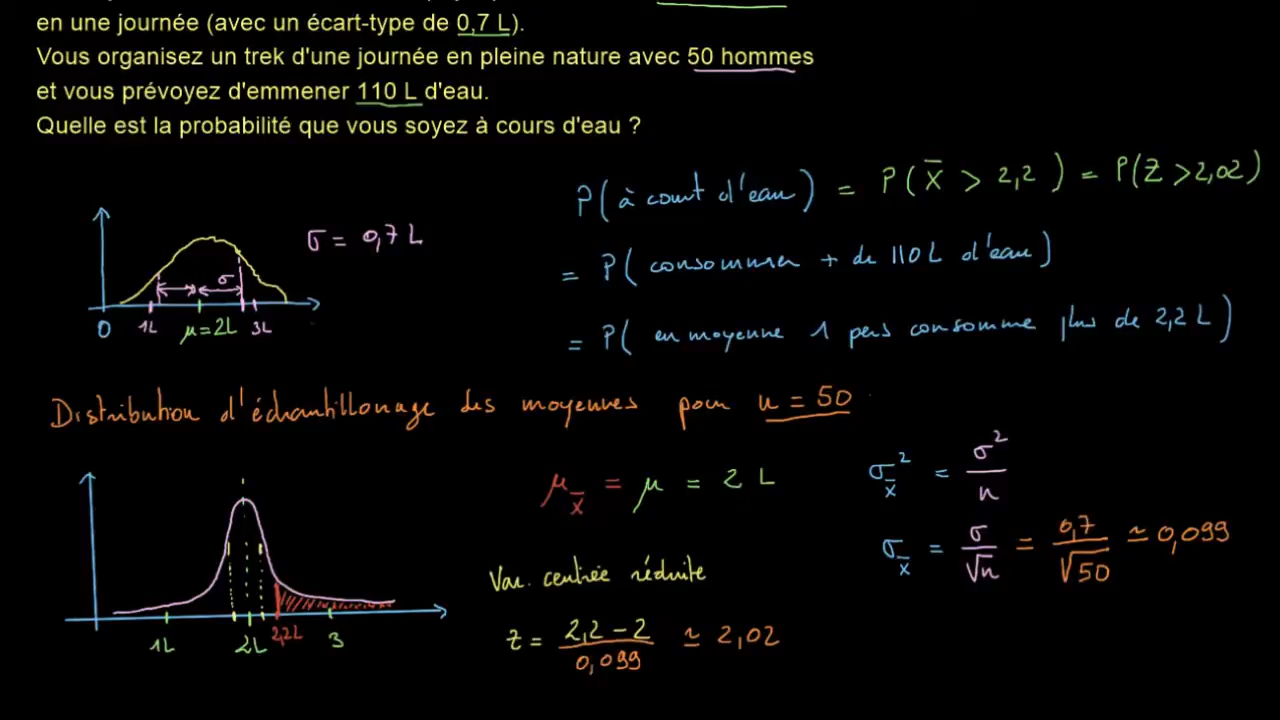 en une journée (avec un écart-type de 0,7 L).
Vous organisez un trek d'une journée en pleine nature avec 50 hommes
et vous prévoyez d'emmener 110 L d'eau.
Quelle est la probabilité que vous soyez à cours d'eau ?
P( à court d'eau ) = P( X̄ > 2,2 ) = P( Z > 2,02 )
σ = 0,7 L
= P( consommer + de 110 L d'eau )
σ
0 1L μ = 2L 3L
= P( en moyenne 1 pers consomme plus de 2,2 L )
Distribution d'échantillonage des moyennes pour n = 50
μ_x̄ = μ = 2 L
σ_x̄² = σ²/n
σ_x̄ = σ/√n = 0,7/√50 ≃ 0,099
Var. centrée réduite
1L 2L 2,2L 3
z = (2,2 - 2)/0,099 ≃ 2,02